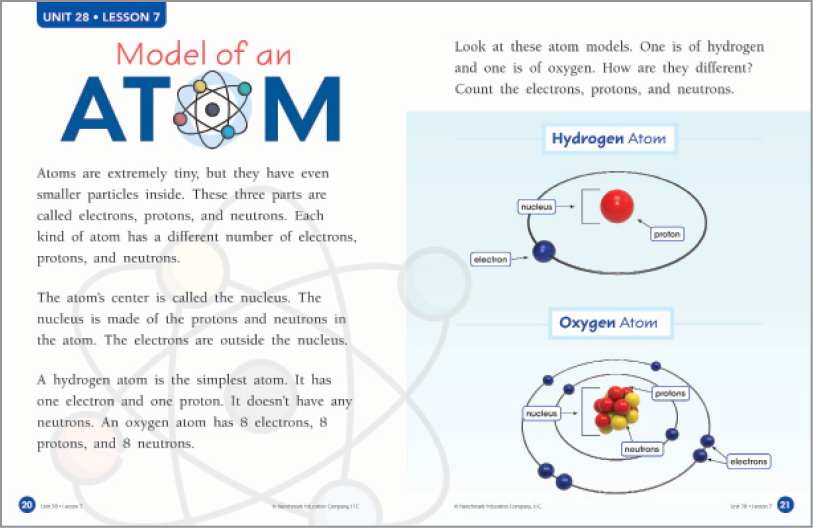 UNIT 28 • LESSON 7
Model of an
ATOM
Atoms are extremely tiny, but they have even
smaller particles inside. These three parts are
called electrons, protons, and neutrons. Each
kind of atom has a different number of electrons,
protons, and neutrons.
The atom's center is called the nucleus. The
nucleus is made of the protons and neutrons in
the atom. The electrons are outside the nucleus.
A hydrogen atom is the simplest atom. It has
one electron and one proton. It doesn't have any
neutrons. An oxygen atom has 8 electrons, 8
protons, and 8 neutrons.
20 Unit 28 • Lesson 7
© Benchmark Education Company, LLC
Look at these atom models. One is of hydrogen
and one is of oxygen. How are they different?
Count the electrons, protons, and neutrons.
Hydrogen Atom
nucleus
proton
electron
Oxygen Atom
protons
nucleus
neutrons
electrons
© Benchmark Education Company, LLC
Unit 28 • Lesson 7 21